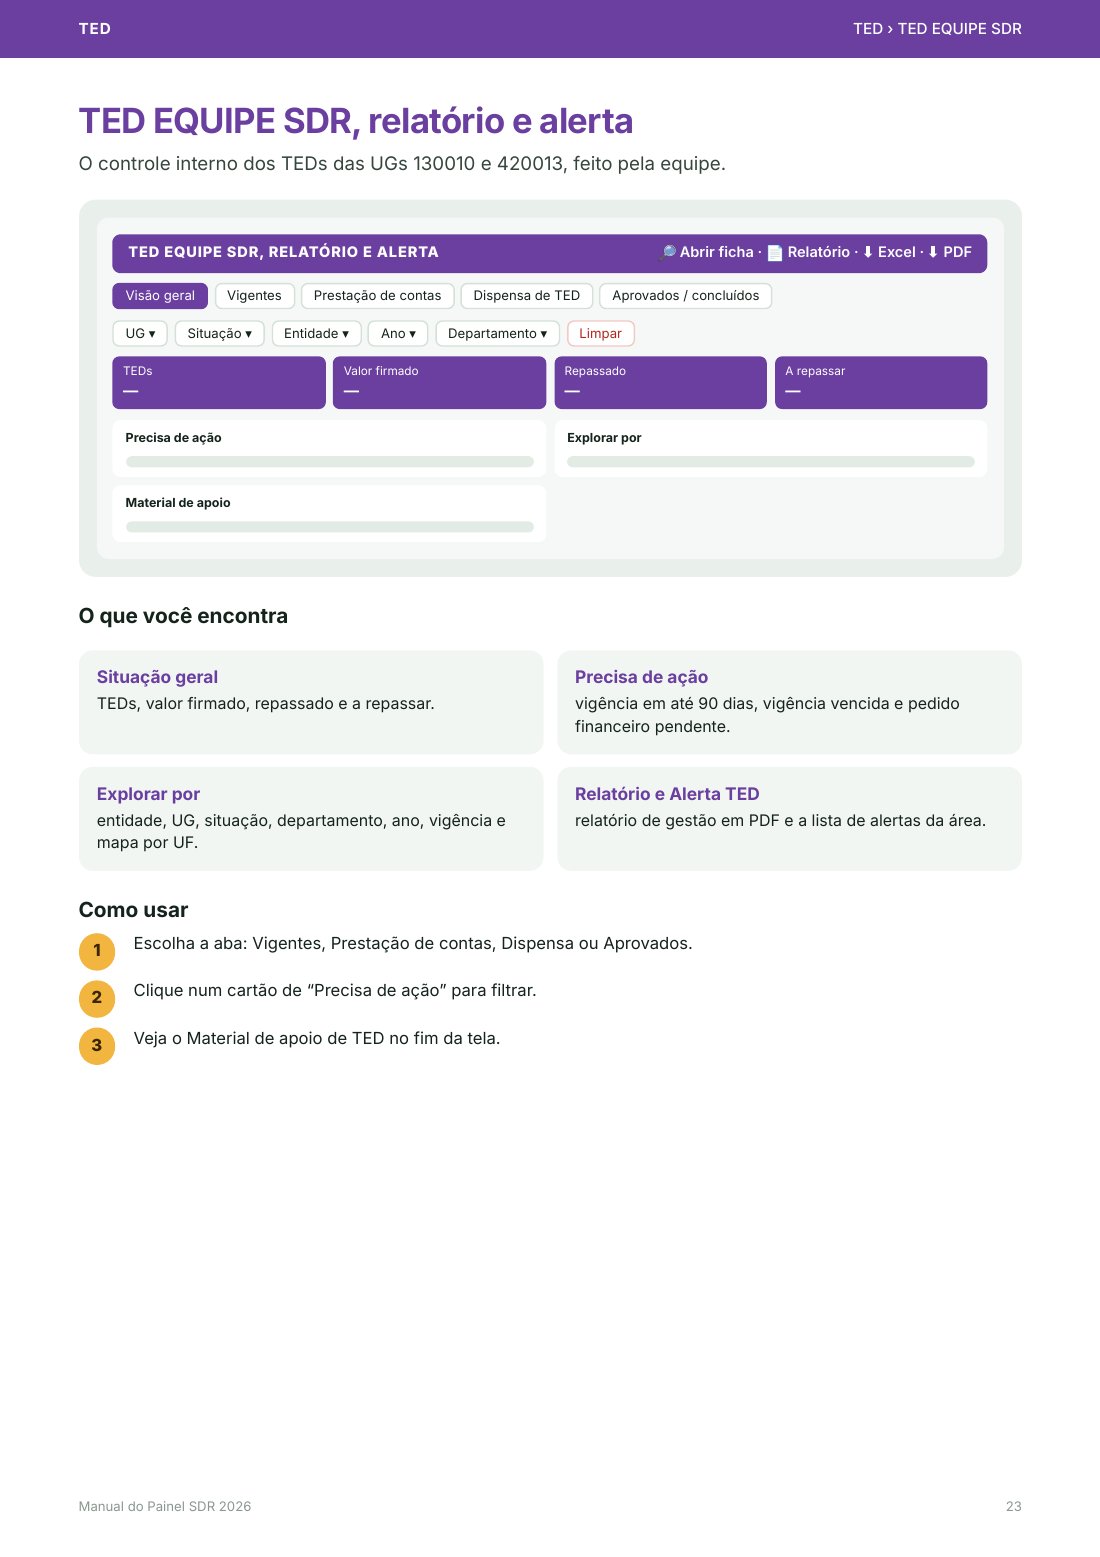 TED
TED › TED EQUIPE SDR
TED EQUIPE SDR, relatório e alerta
O controle interno dos TEDs das UGs 130010 e 420013, feito pela equipe.
TED EQUIPE SDR, RELATÓRIO E ALERTA
🔎 Abrir ficha · 📄 Relatório · ⬇ Excel · ⬇ PDF
Visão geral
Vigentes
Prestação de contas
Dispensa de TED
Aprovados / concluídos
UG ▾
Situação ▾
Entidade ▾
Ano ▾
Departamento ▾
Limpar
TEDs
—
Valor firmado
—
Repassado
—
A repassar
—
Precisa de ação
Explorar por
Material de apoio
O que você encontra
Situação geral
TEDs, valor firmado, repassado e a repassar.
Precisa de ação
vigência em até 90 dias, vigência vencida e pedido
financeiro pendente.
Explorar por
entidade, UG, situação, departamento, ano, vigência e
mapa por UF.
Relatório e Alerta TED
relatório de gestão em PDF e a lista de alertas da área.
Como usar
1 Escolha a aba: Vigentes, Prestação de contas, Dispensa ou Aprovados.
2 Clique num cartão de “Precisa de ação” para filtrar.
3 Veja o Material de apoio de TED no fim da tela.
Manual do Painel SDR 2026
23